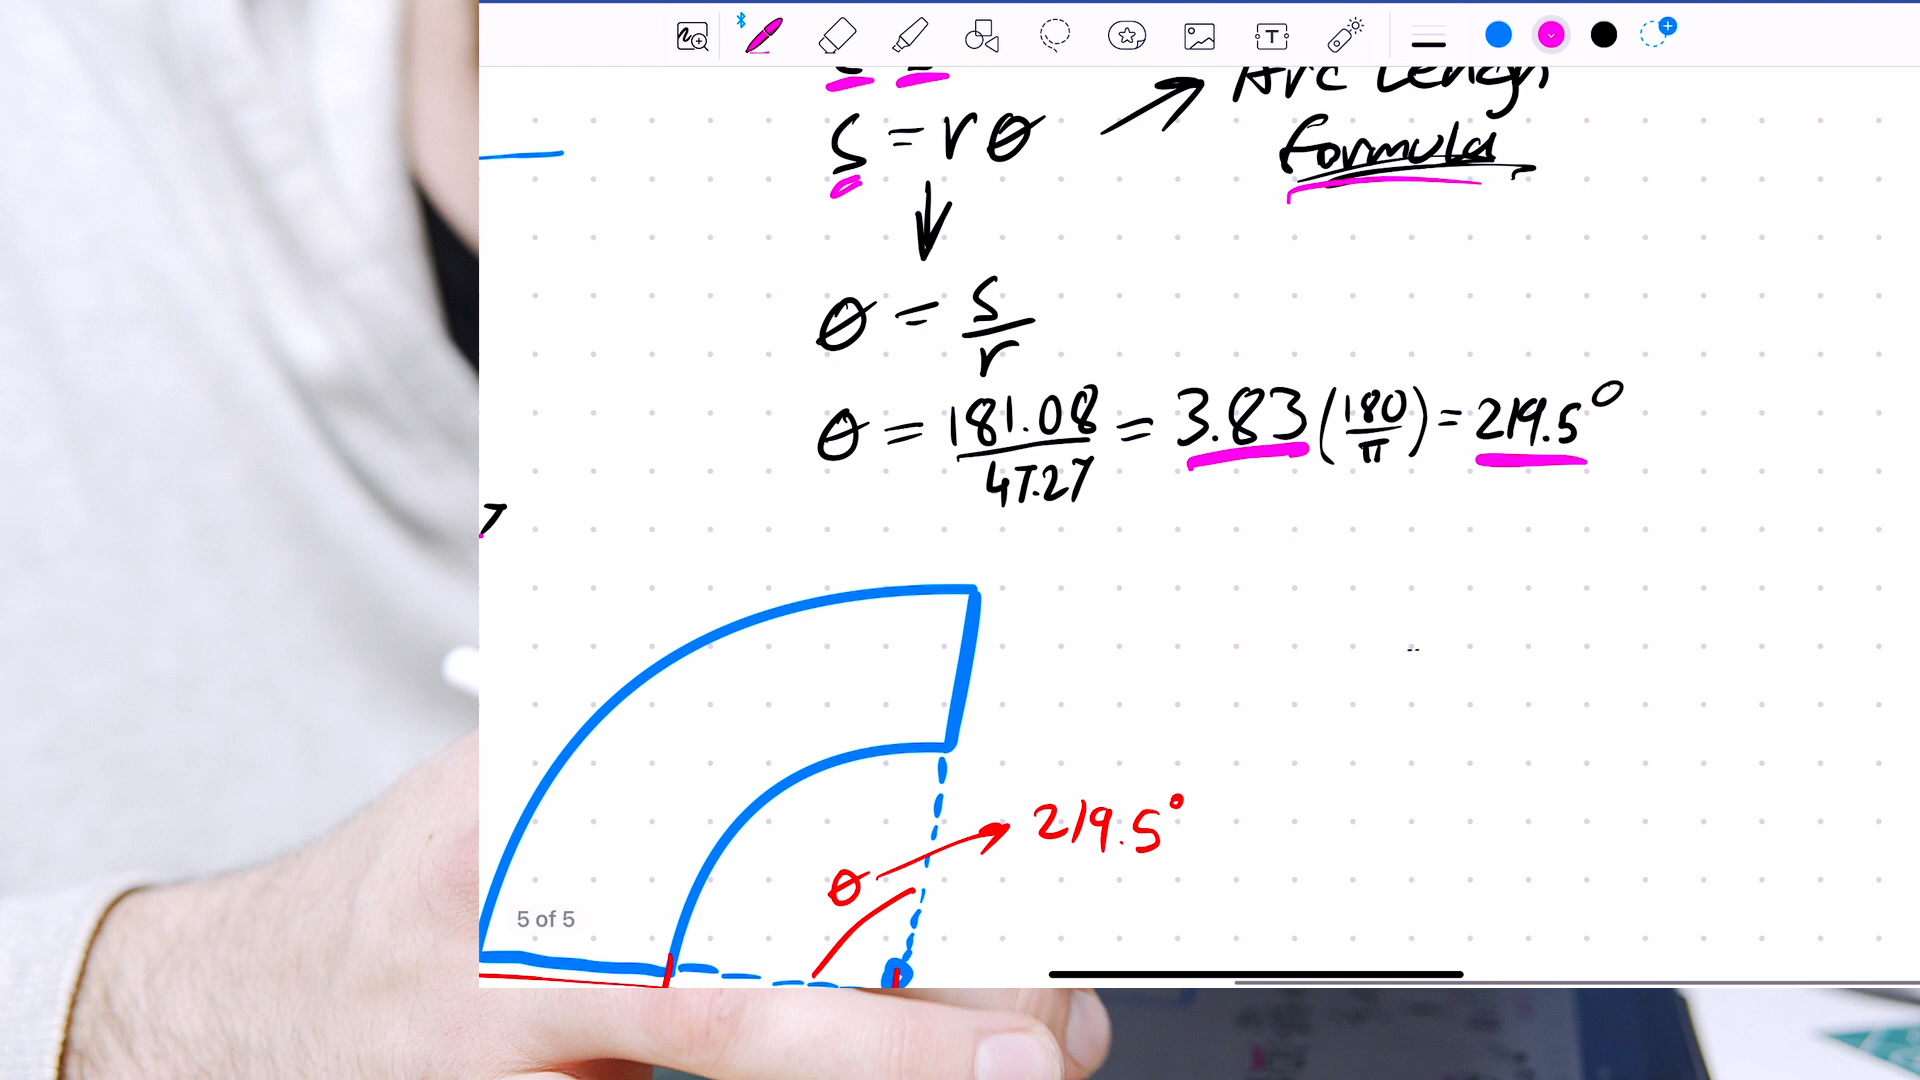 Arc Length
S = rθ
formula
θ = S/r
θ = 181.08/47.27 = 3.83 (180/π) = 219.5°
θ → 219.5°
5 of 5